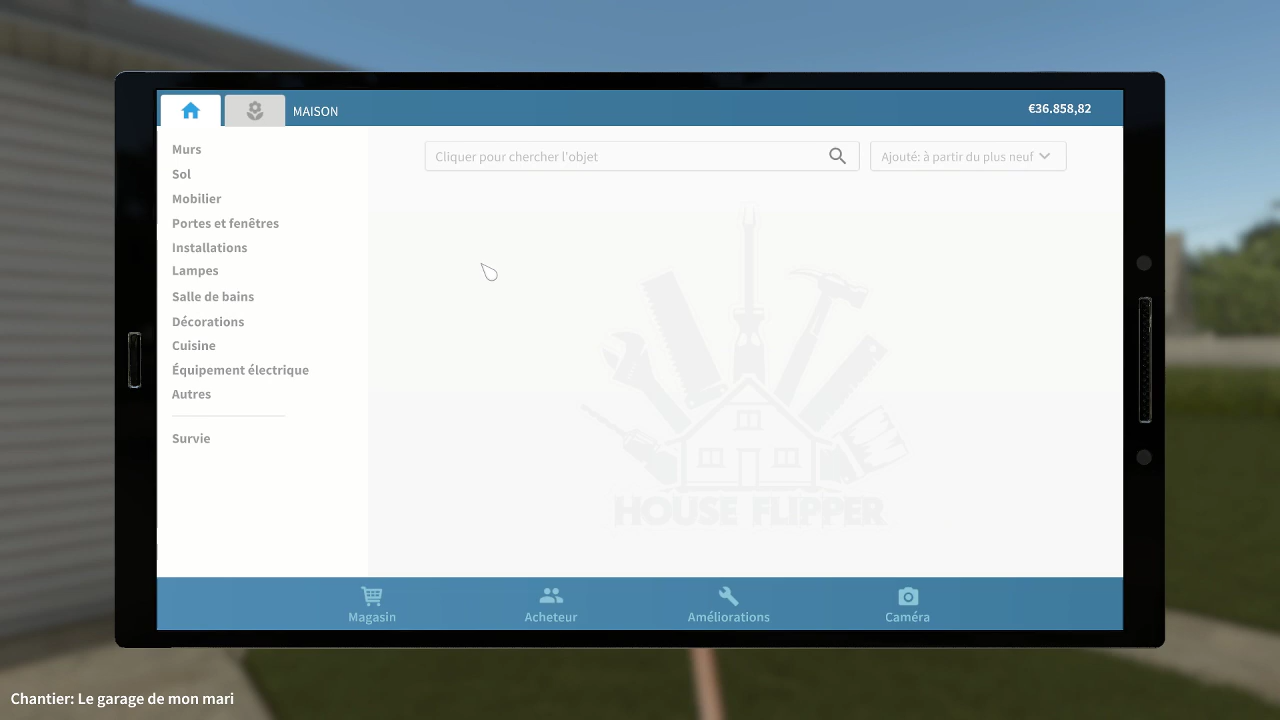 MAISON
€36.858,82
Murs
Sol
Mobilier
Portes et fenêtres
Installations
Lampes
Salle de bains
Décorations
Cuisine
Équipement électrique
Autres
Survie
Cliquer pour chercher l'objet
Ajouté: à partir du plus neuf
HOUSE FLIPPER
Magasin
Acheteur
Améliorations
Caméra
Chantier: Le garage de mon mari